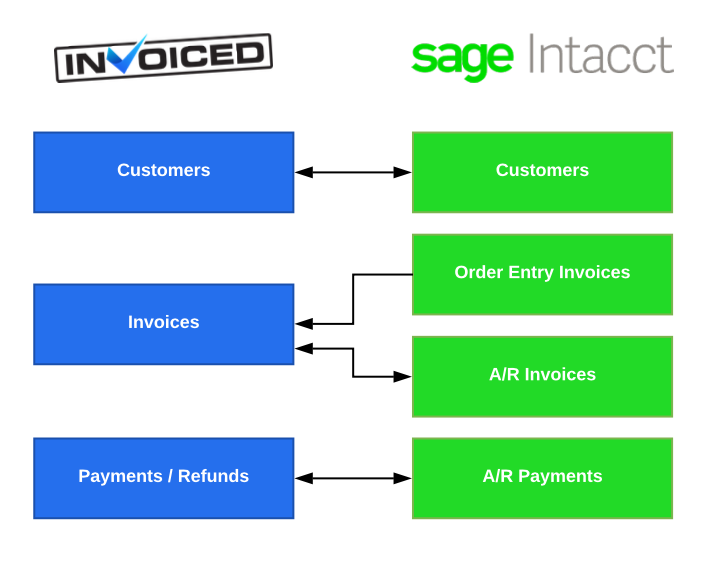 INVOICED
sage Intacct
Customers
Customers
Order Entry Invoices
Invoices
A/R Invoices
Payments / Refunds
A/R Payments